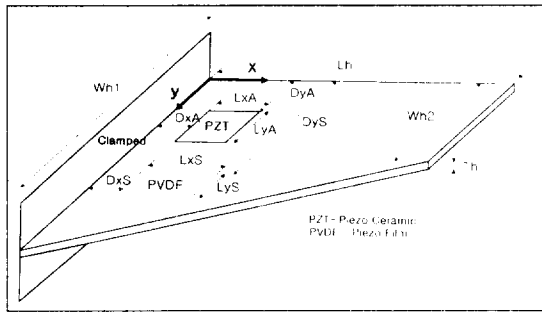 Wh1
X
Lh
y
LxA
DyA
DxA
PZT
LyA
DyS
Wh2
Clamped
LxS
DxS
PVDF
LyS
Th
PZT - Piezo Ceramic
PVDF - Piezo Film